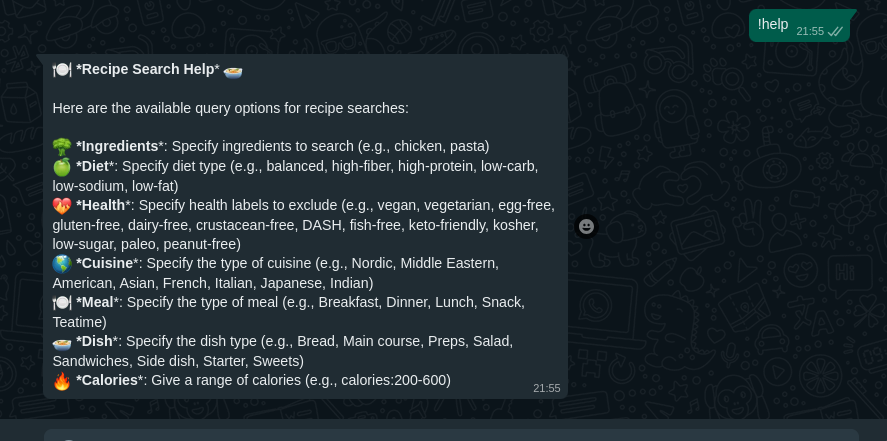 !help
21:55
🍽️ *Recipe Search Help* 🍲
Here are the available query options for recipe searches:
🥦 *Ingredients*: Specify ingredients to search (e.g., chicken, pasta)
🍏 *Diet*: Specify diet type (e.g., balanced, high-fiber, high-protein, low-carb,
low-sodium, low-fat)
💝 *Health*: Specify health labels to exclude (e.g., vegan, vegetarian, egg-free,
gluten-free, dairy-free, crustacean-free, DASH, fish-free, keto-friendly, kosher,
low-sugar, paleo, peanut-free)
🌎 *Cuisine*: Specify the type of cuisine (e.g., Nordic, Middle Eastern,
American, Asian, French, Italian, Japanese, Indian)
🍽️ *Meal*: Specify the type of meal (e.g., Breakfast, Dinner, Lunch, Snack,
Teatime)
🍲 *Dish*: Specify the dish type (e.g., Bread, Main course, Preps, Salad,
Sandwiches, Side dish, Starter, Sweets)
🔥 *Calories*: Give a range of calories (e.g., calories:200-600)
21:55